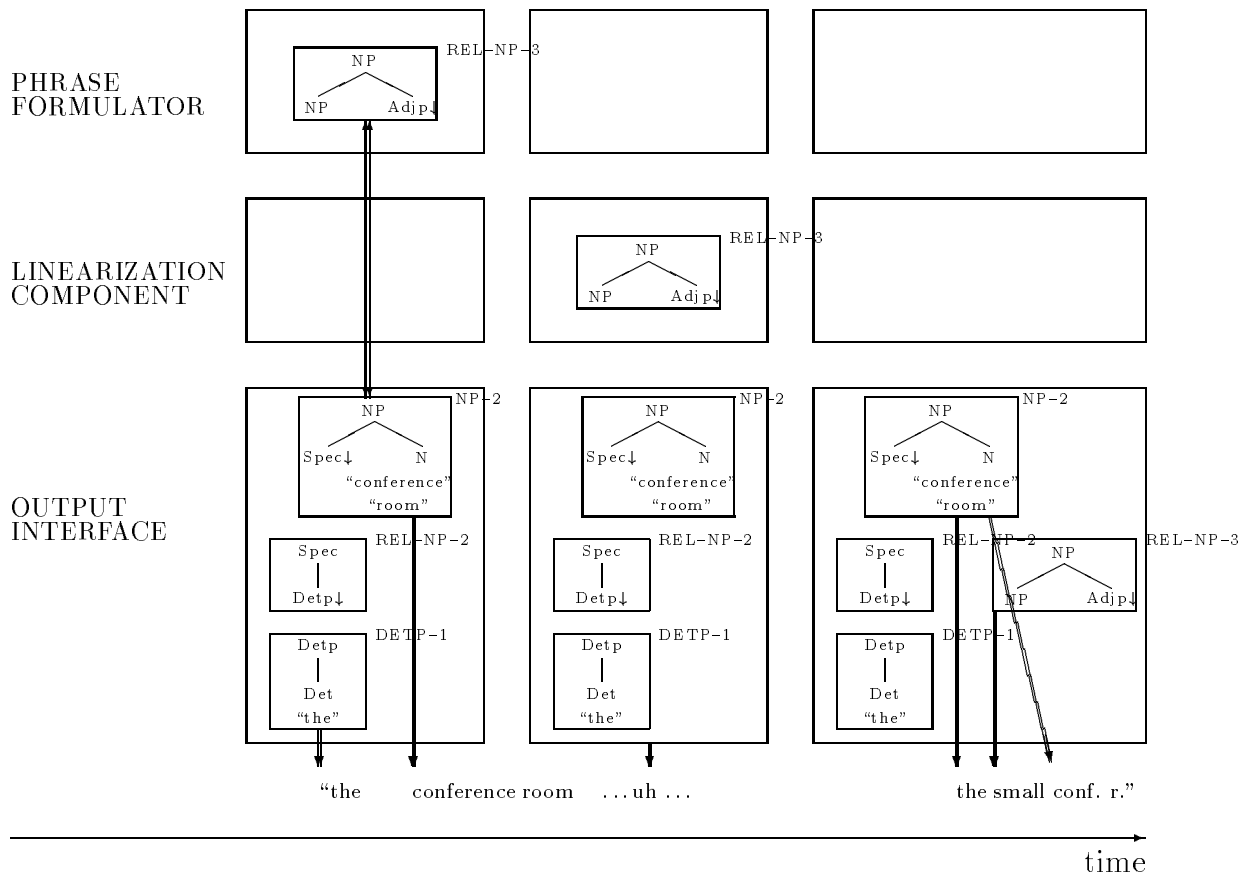 REL–NP–3
NP
NP Adjp↓
PHRASE
FORMULATOR
REL–NP–3
NP
NP Adjp↓
LINEARIZATION
COMPONENT
NP–2 NP–2 NP–2
NP NP NP
Spec↓ N Spec↓ N Spec↓ N
“conference” “conference” “conference”
“room” “room” “room”
OUTPUT
INTERFACE
REL–NP–2 REL–NP–2 REL–NP–2 REL–NP–3
Spec Spec Spec NP
Detp↓ Detp↓ Detp↓ NP Adjp↓
DETP–1 DETP–1 DETP–1
Detp Detp Detp
Det Det Det
“the” “the” “the”
“the conference room ...uh ... the small conf. r.”
time